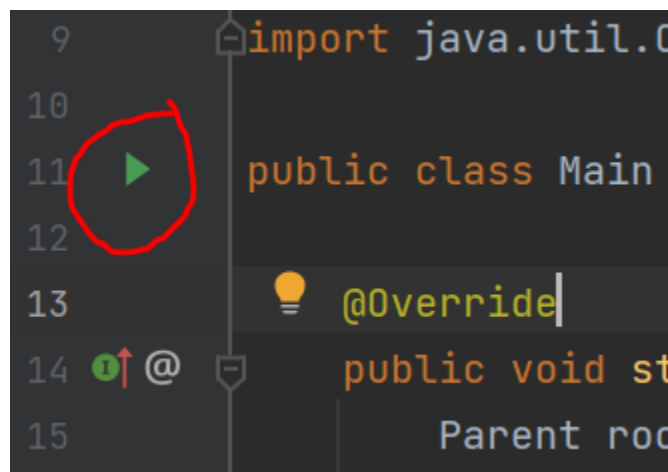 9 import java.util.
10
11 public class Main
12
13 @Override
14 @ public void st
15 Parent roo